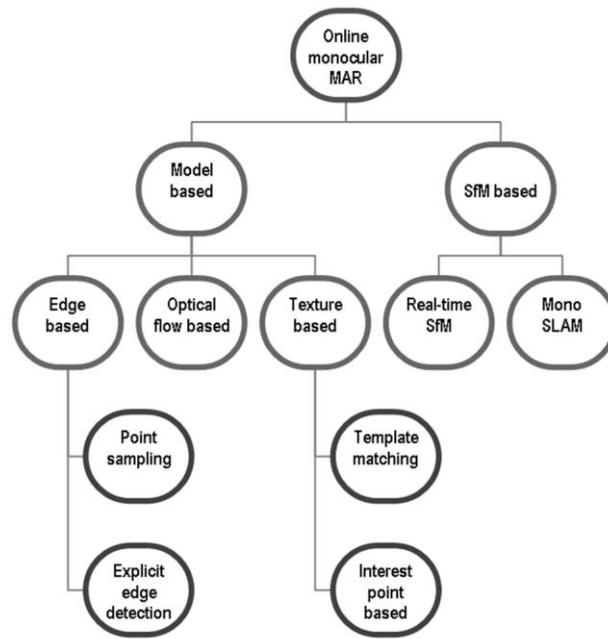 Online
monocular
MAR
Model
based
SfM based
Edge
based
Optical
flow based
Texture
based
Real-time
SfM
Mono
SLAM
Point
sampling
Template
matching
Explicit
edge
detection
Interest
point
based